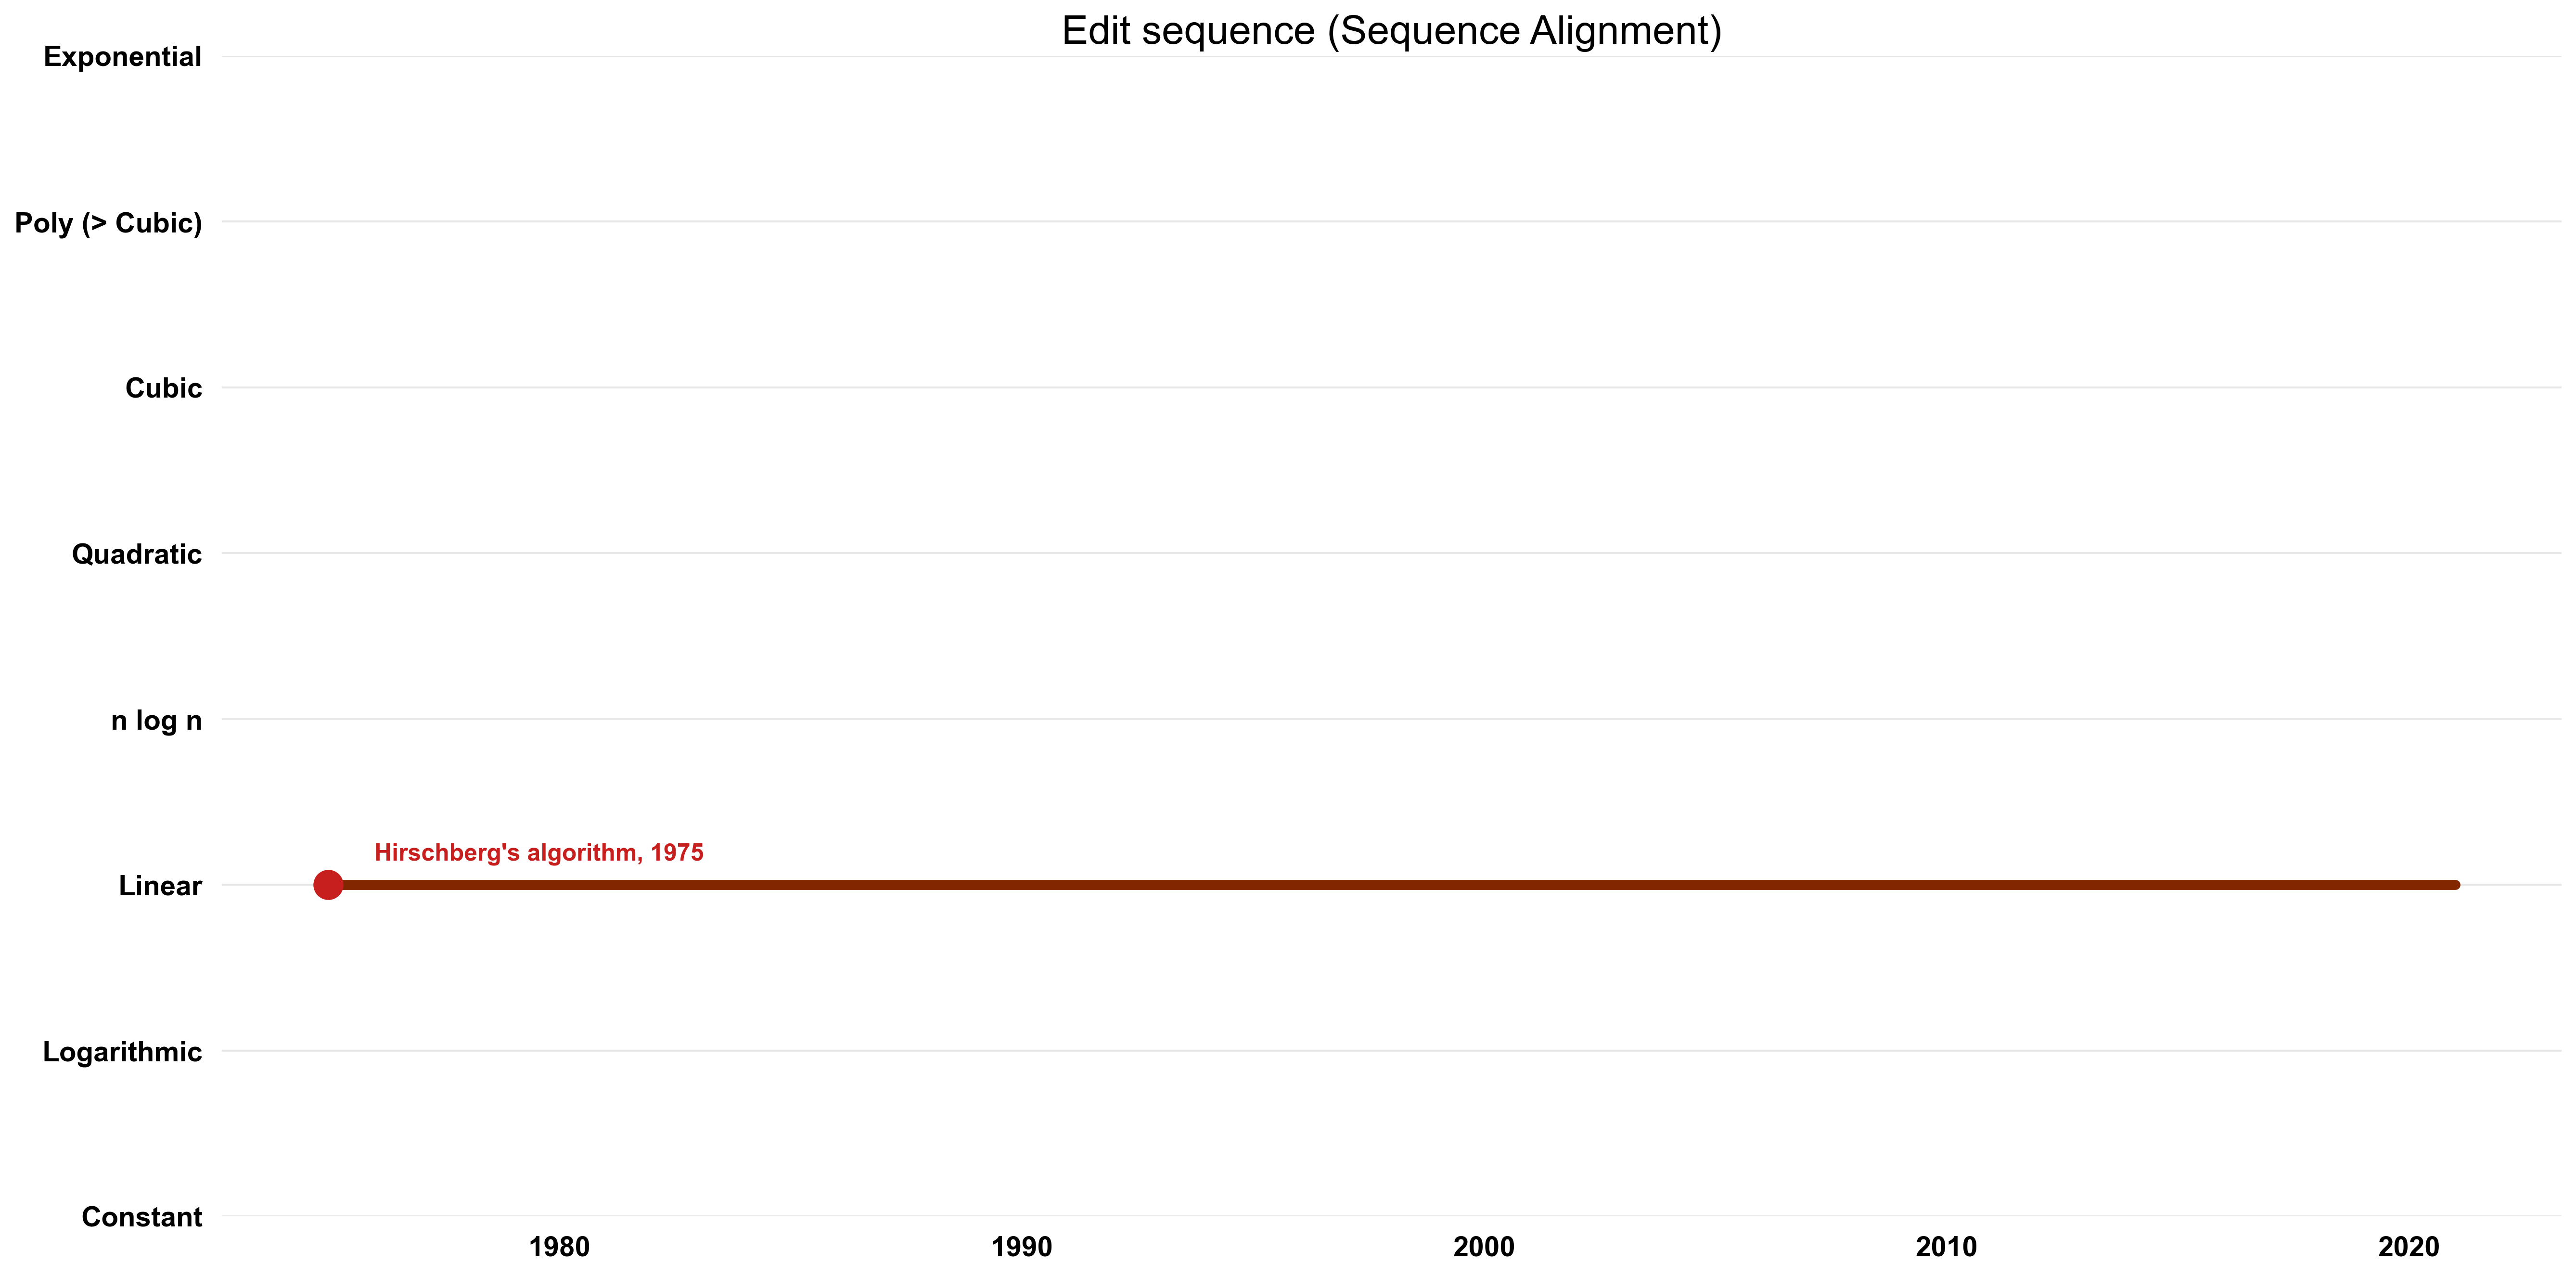 Edit sequence (Sequence Alignment)
Exponential
Poly (> Cubic)
Cubic
Quadratic
n log n
Hirschberg's algorithm, 1975
Linear
Logarithmic
Constant
1980 1990 2000 2010 2020